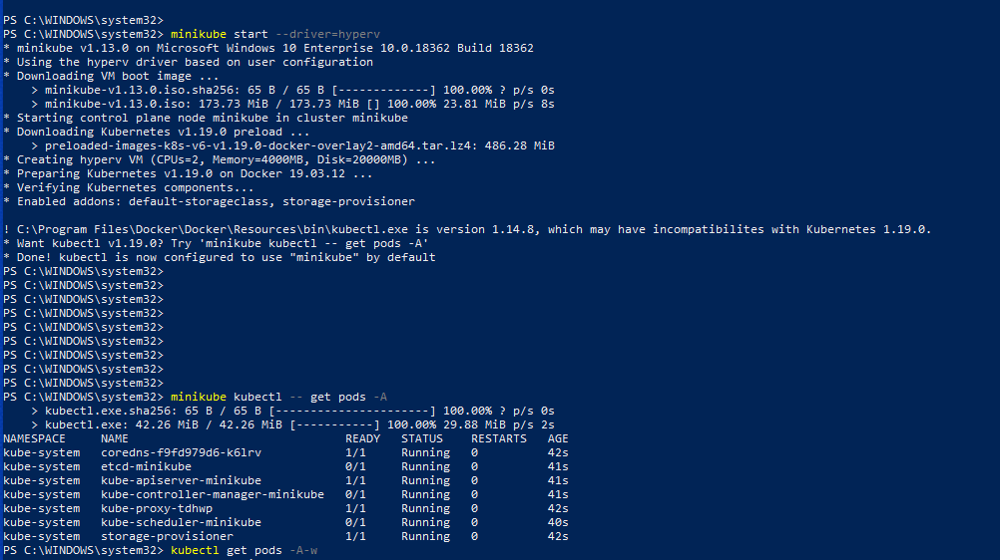 PS C:\WINDOWS\system32>
PS C:\WINDOWS\system32> minikube start --driver=hyperv
* minikube v1.13.0 on Microsoft Windows 10 Enterprise 10.0.18362 Build 18362
* Using the hyperv driver based on user configuration
* Downloading VM boot image ...
    > minikube-v1.13.0.iso.sha256: 65 B / 65 B [-------------] 100.00% ? p/s 0s
    > minikube-v1.13.0.iso: 173.73 MiB / 173.73 MiB [] 100.00% 23.81 MiB p/s 8s
* Starting control plane node minikube in cluster minikube
* Downloading Kubernetes v1.19.0 preload ...
    > preloaded-images-k8s-v6-v1.19.0-docker-overlay2-amd64.tar.lz4: 486.28 MiB
* Creating hyperv VM (CPUs=2, Memory=4000MB, Disk=20000MB) ...
* Preparing Kubernetes v1.19.0 on Docker 19.03.12 ...
* Verifying Kubernetes components...
* Enabled addons: default-storageclass, storage-provisioner
! C:\Program Files\Docker\Docker\Resources\bin\kubectl.exe is version 1.14.8, which may have incompatibilites with Kubernetes 1.19.0.
* Want kubectl v1.19.0? Try 'minikube kubectl -- get pods -A'
* Done! kubectl is now configured to use "minikube" by default
PS C:\WINDOWS\system32>
PS C:\WINDOWS\system32>
PS C:\WINDOWS\system32>
PS C:\WINDOWS\system32>
PS C:\WINDOWS\system32>
PS C:\WINDOWS\system32>
PS C:\WINDOWS\system32>
PS C:\WINDOWS\system32>
PS C:\WINDOWS\system32>
PS C:\WINDOWS\system32> minikube kubectl -- get pods -A
    > kubectl.exe.sha256: 65 B / 65 B [----------------------] 100.00% ? p/s 0s
    > kubectl.exe: 42.26 MiB / 42.26 MiB [-----------] 100.00% 29.88 MiB p/s 2s
NAMESPACE     NAME                               READY   STATUS    RESTARTS   AGE
kube-system   coredns-f9fd979d6-k6lrv            1/1     Running   0          42s
kube-system   etcd-minikube                      0/1     Running   0          41s
kube-system   kube-apiserver-minikube            1/1     Running   0          41s
kube-system   kube-controller-manager-minikube   0/1     Running   0          41s
kube-system   kube-proxy-tdhwp                   1/1     Running   0          42s
kube-system   kube-scheduler-minikube            0/1     Running   0          40s
kube-system   storage-provisioner                1/1     Running   0          42s
PS C:\WINDOWS\system32> kubectl get pods -A-w